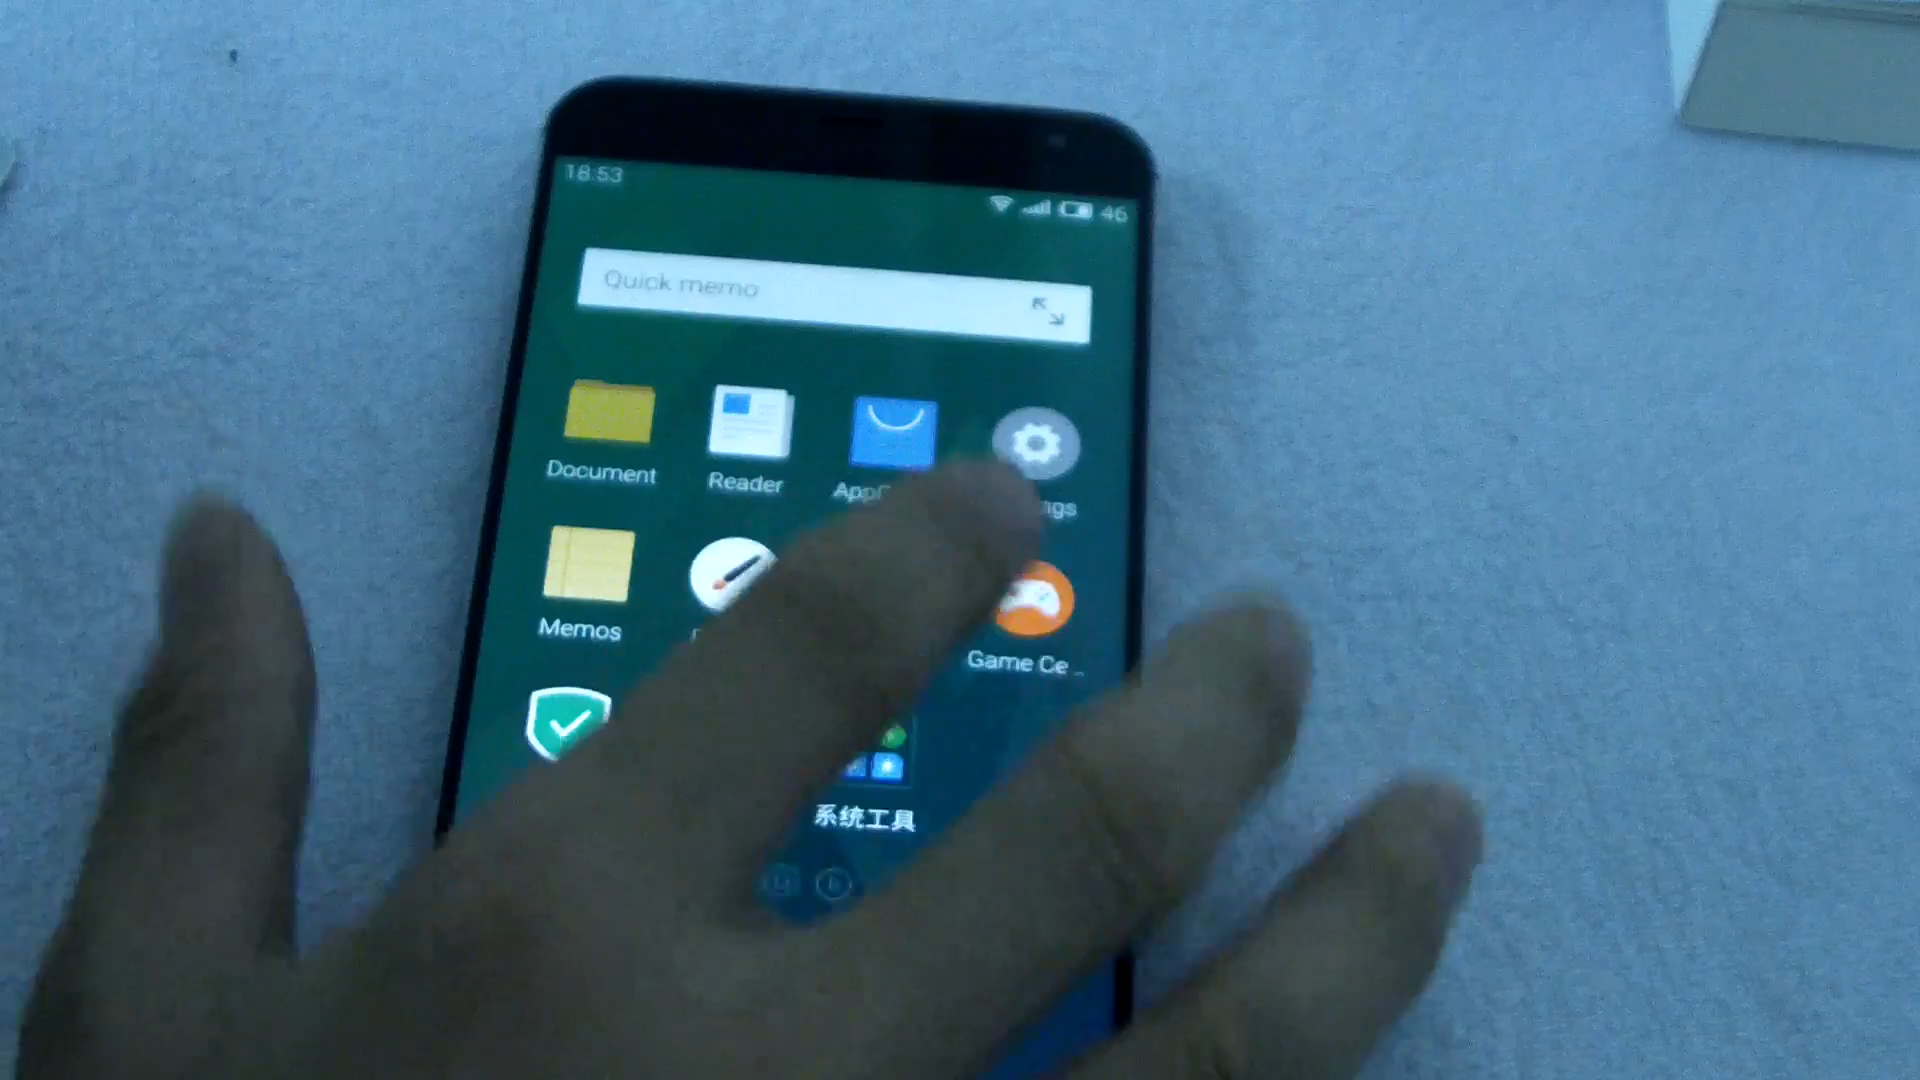 18:53
46
Quick memo
Document
Reader
Memos
Game Ce..
系统工具